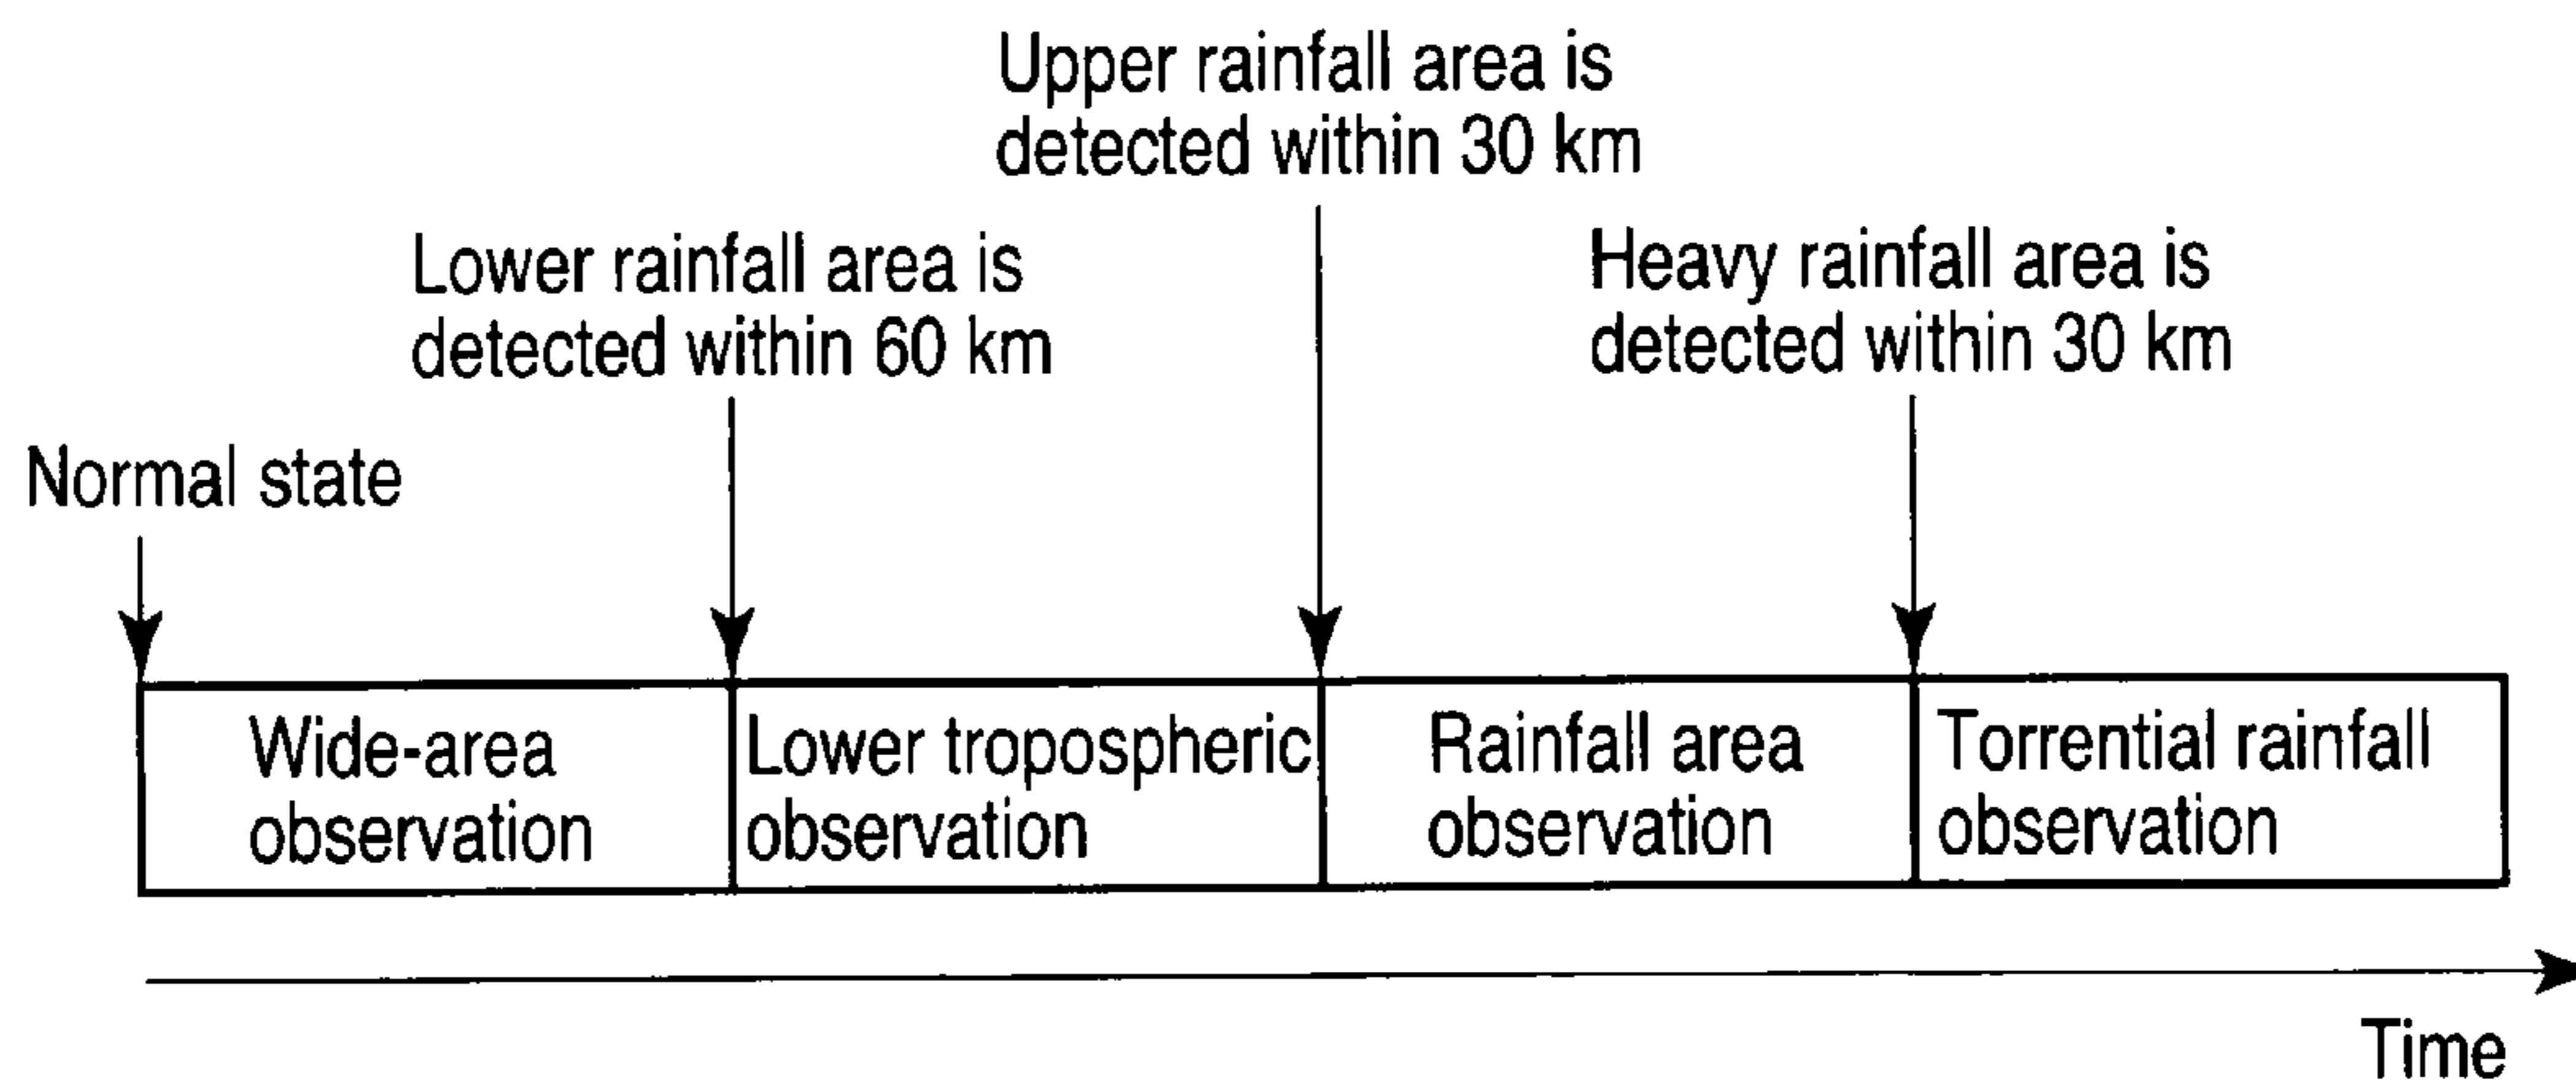 Upper rainfall area is
detected within 30 km
Lower rainfall area is
detected within 60 km
Heavy rainfall area is
detected within 30 km
Normal state
Wide-area
observation
Lower tropospheric
observation
Rainfall area
observation
Torrential rainfall
observation
Time